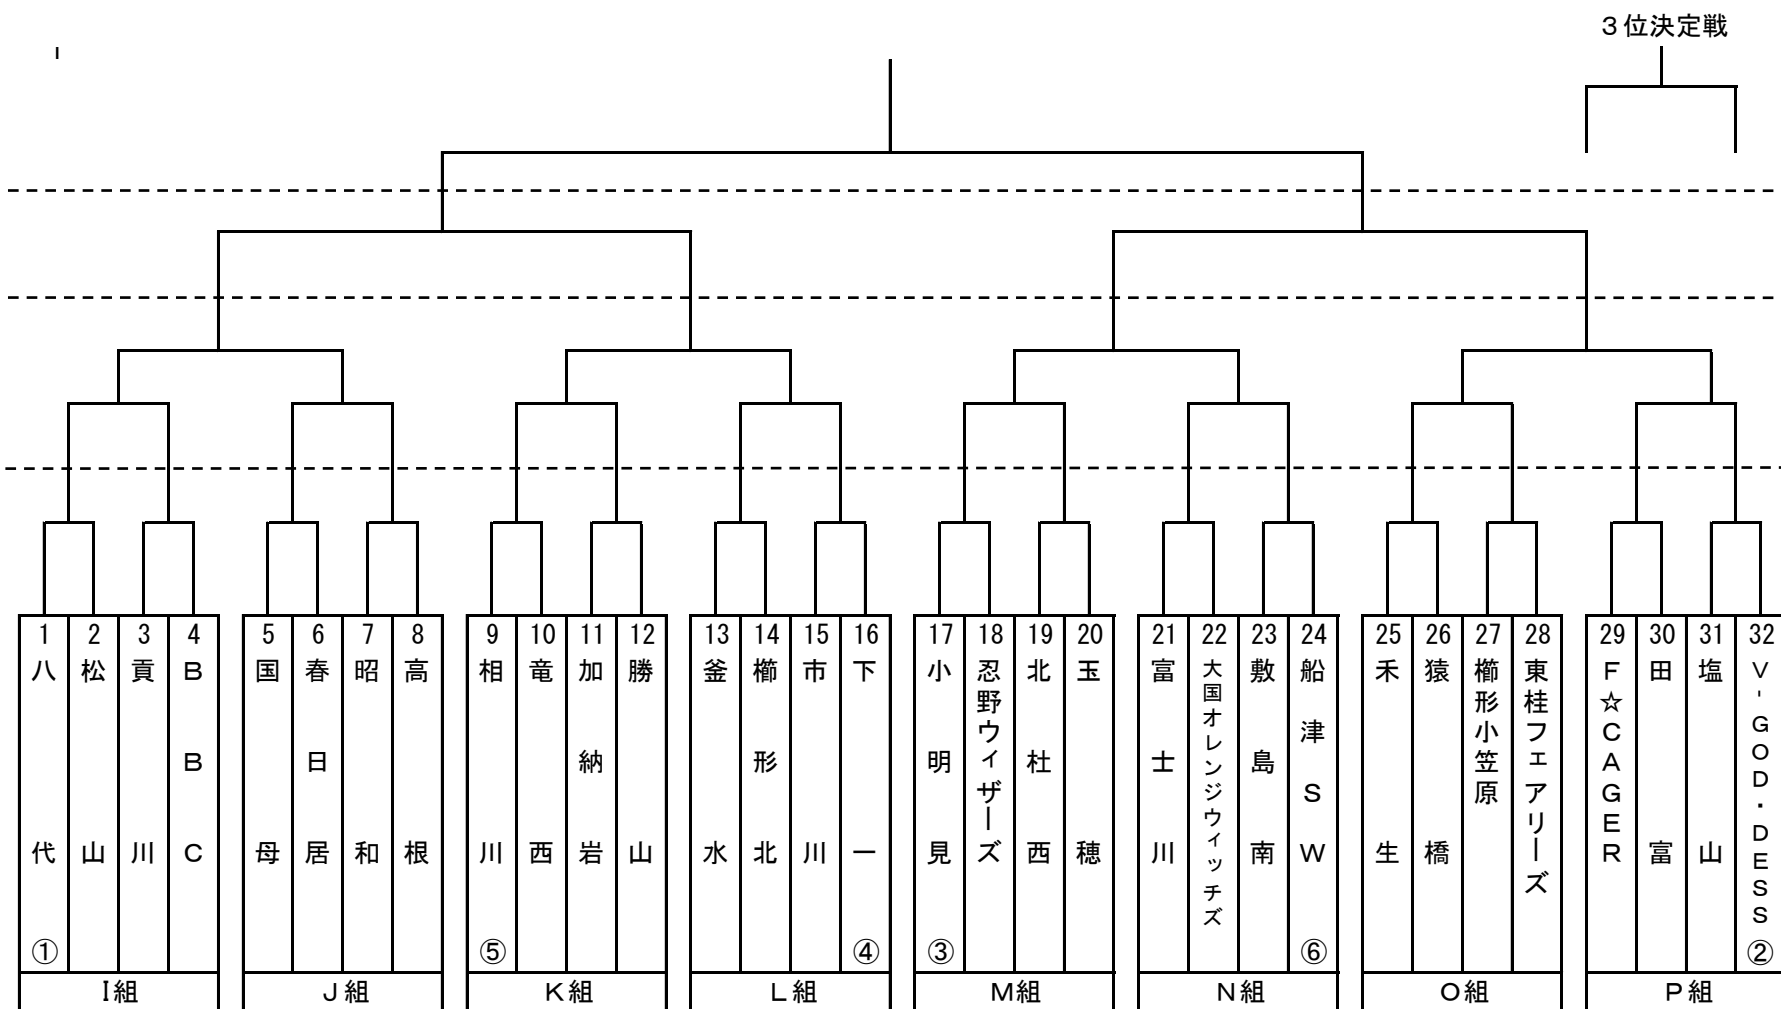 ３位決定戦
1 八代 ①
2 松山
3 貢川
4 ＢＢＣ
5 国母
6 春日居
7 昭和
8 高根
9 相川 ⑤
10 竜西
11 加納岩
12 勝山
13 釜水
14 櫛形北
15 市川
16 下一 ④
17 小明見 ③
18 忍野ウィザーズ
19 北杜西
20 玉穂
21 富士川
22 大国オレンジウィッチズ
23 敷島南
24 船津ＳＷ ⑥
25 禾生
26 猿橋
27 櫛形小笠原
28 東桂フェアリーズ
29 Ｆ☆ＣＡＧＥＲ
30 田富
31 塩山
32 Ｖ'ＧＯＤ・ＤＥＳＳ ②
Ｉ組
Ｊ組
Ｋ組
Ｌ組
Ｍ組
Ｎ組
Ｏ組
Ｐ組